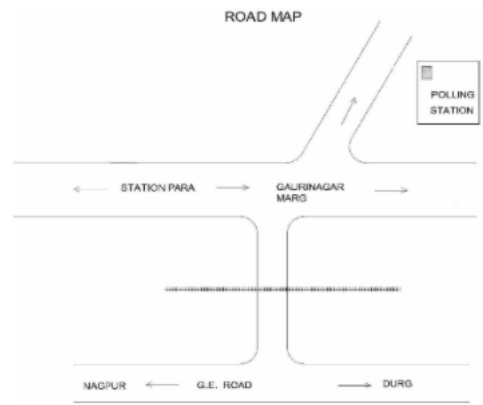 ROAD MAP
POLLING
STATION
STATION PARA
GAURINAGAR
MARG
NAGPUR
G.E. ROAD
DURG